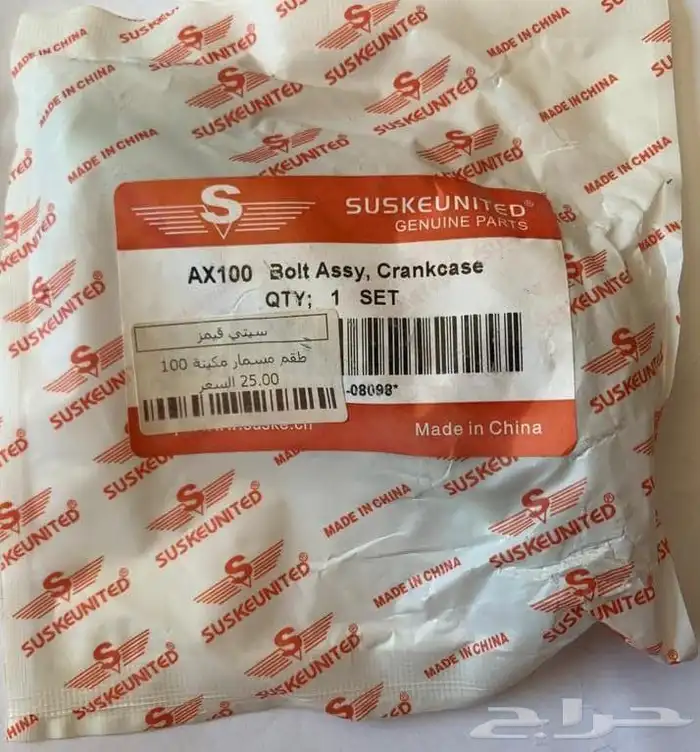 SUSKEUNITED®
GENUINE PARTS
AX100 Bolt Assy, Crankcase
QTY; 1 SET
سيتي قيمز
طقم مسمار مكينة 100
25.00 السعر
-08098*
Made in China
SUSKEUNITED
MADE IN CHINA
حراج